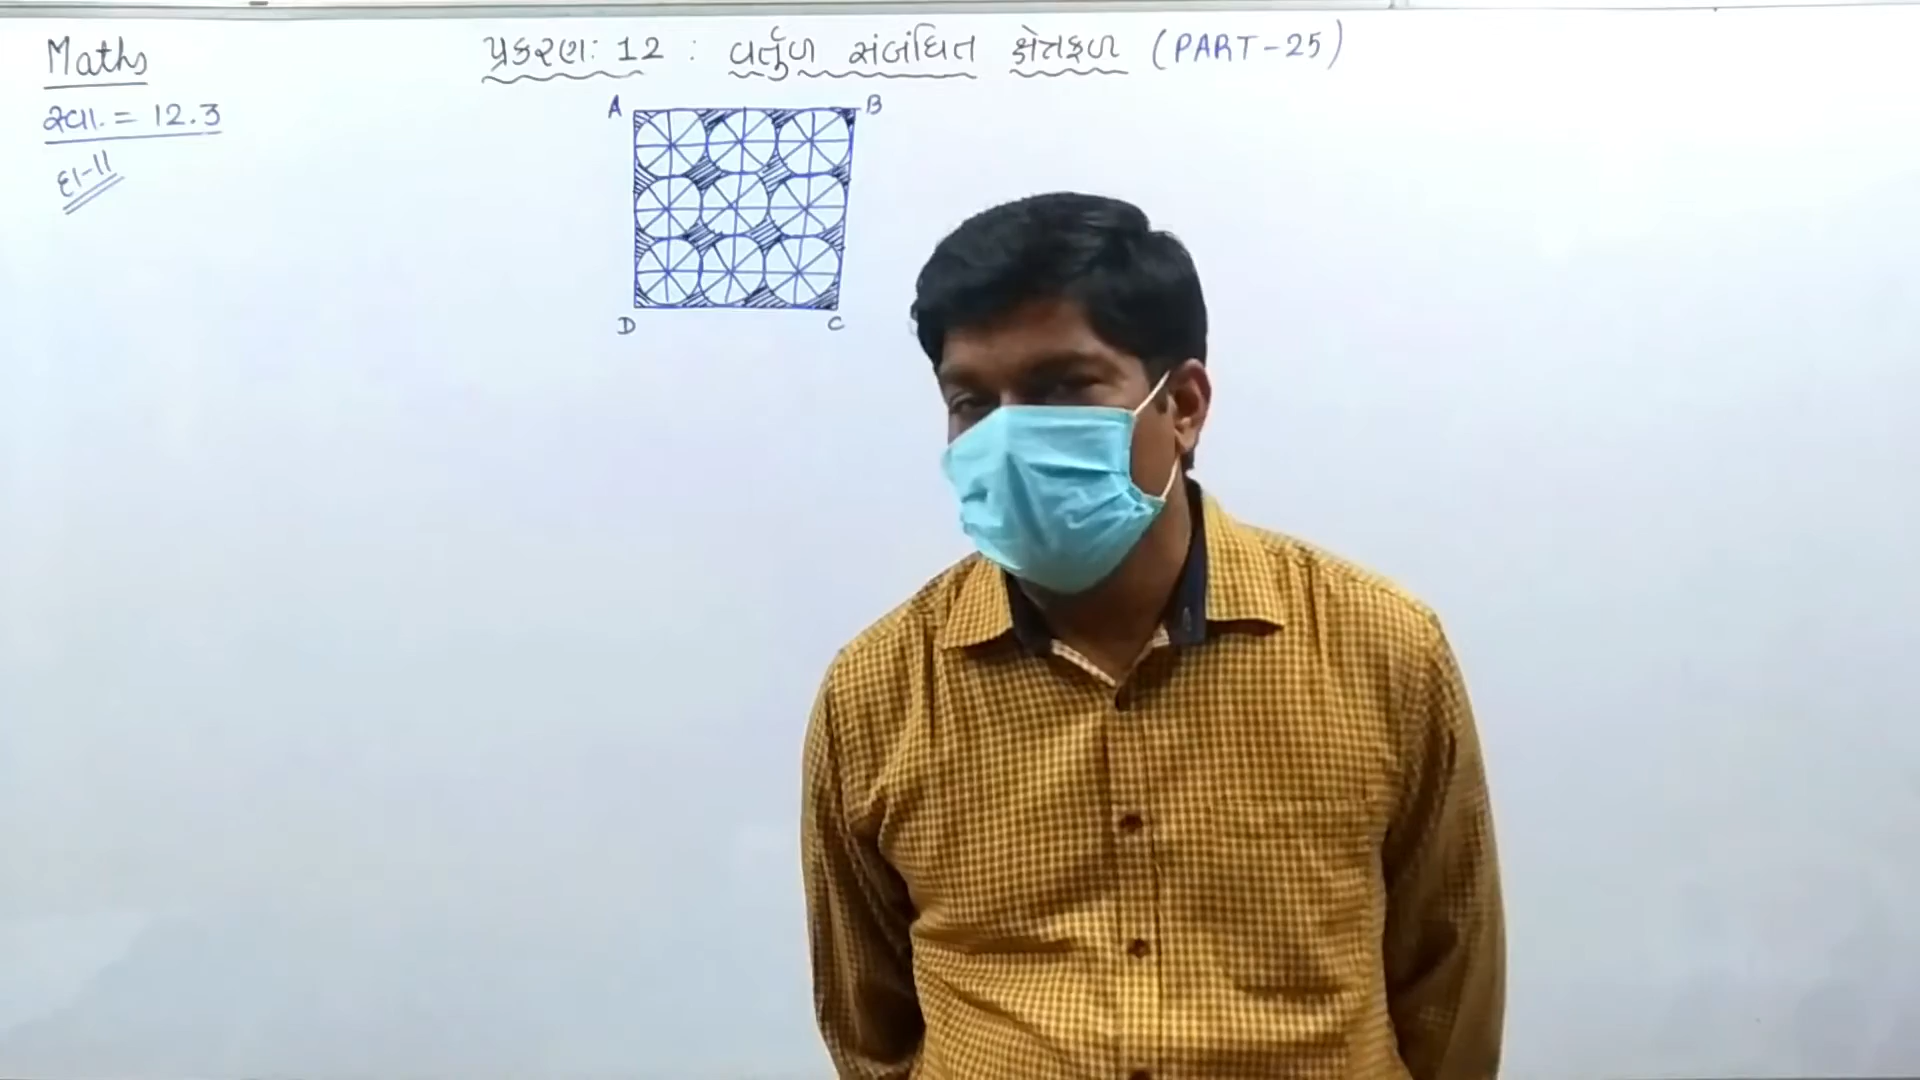 Maths
પ્રકરણ: 12 : વર્તુળ સંબંધિત ક્ષેત્રફળ (PART-25)
સ્વા. = 12.3
દા-11
A
B
D
C